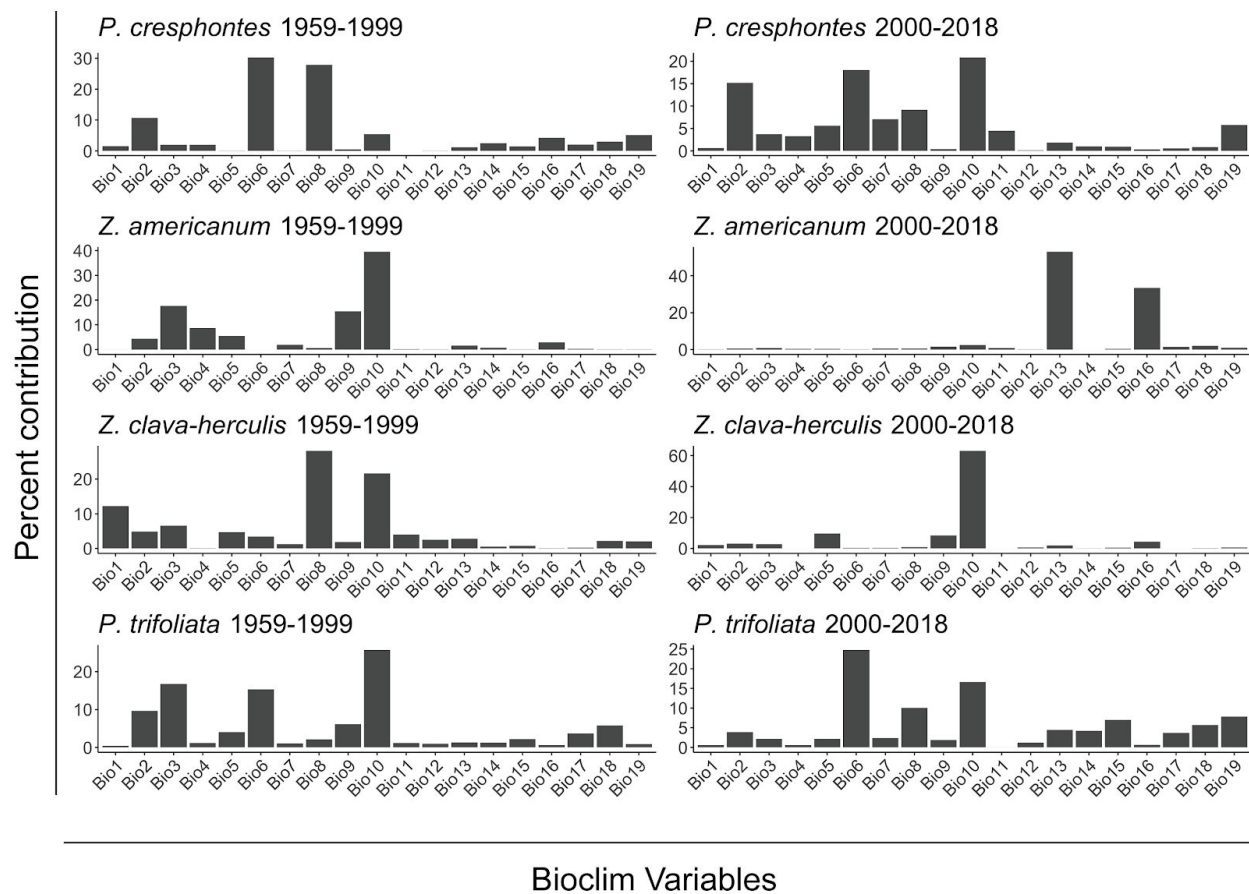 P. cresphontes 1959-1999
30
20
10
0
Bio1 Bio2 Bio3 Bio4 Bio5 Bio6 Bio7 Bio8 Bio9 Bio10 Bio11 Bio12 Bio13 Bio14 Bio15 Bio16 Bio17 Bio18 Bio19
P. cresphontes 2000-2018
20
15
10
5
0
Bio1 Bio2 Bio3 Bio4 Bio5 Bio6 Bio7 Bio8 Bio9 Bio10 Bio11 Bio12 Bio13 Bio14 Bio15 Bio16 Bio17 Bio18 Bio19
Z. americanum 1959-1999
40
30
20
10
0
Bio1 Bio2 Bio3 Bio4 Bio5 Bio6 Bio7 Bio8 Bio9 Bio10 Bio11 Bio12 Bio13 Bio14 Bio15 Bio16 Bio17 Bio18 Bio19
Z. americanum 2000-2018
40
20
0
Bio1 Bio2 Bio3 Bio4 Bio5 Bio6 Bio7 Bio8 Bio9 Bio10 Bio11 Bio12 Bio13 Bio14 Bio15 Bio16 Bio17 Bio18 Bio19
Z. clava-herculis 1959-1999
20
10
0
Bio1 Bio2 Bio3 Bio4 Bio5 Bio6 Bio7 Bio8 Bio9 Bio10 Bio11 Bio12 Bio13 Bio14 Bio15 Bio16 Bio17 Bio18 Bio19
Z. clava-herculis 2000-2018
60
40
20
0
Bio1 Bio2 Bio3 Bio4 Bio5 Bio6 Bio7 Bio8 Bio9 Bio10 Bio11 Bio12 Bio13 Bio14 Bio15 Bio16 Bio17 Bio18 Bio19
P. trifoliata 1959-1999
20
10
0
Bio1 Bio2 Bio3 Bio4 Bio5 Bio6 Bio7 Bio8 Bio9 Bio10 Bio11 Bio12 Bio13 Bio14 Bio15 Bio16 Bio17 Bio18 Bio19
P. trifoliata 2000-2018
25
20
15
10
5
0
Bio1 Bio2 Bio3 Bio4 Bio5 Bio6 Bio7 Bio8 Bio9 Bio10 Bio11 Bio12 Bio13 Bio14 Bio15 Bio16 Bio17 Bio18 Bio19
Percent contribution
Bioclim Variables